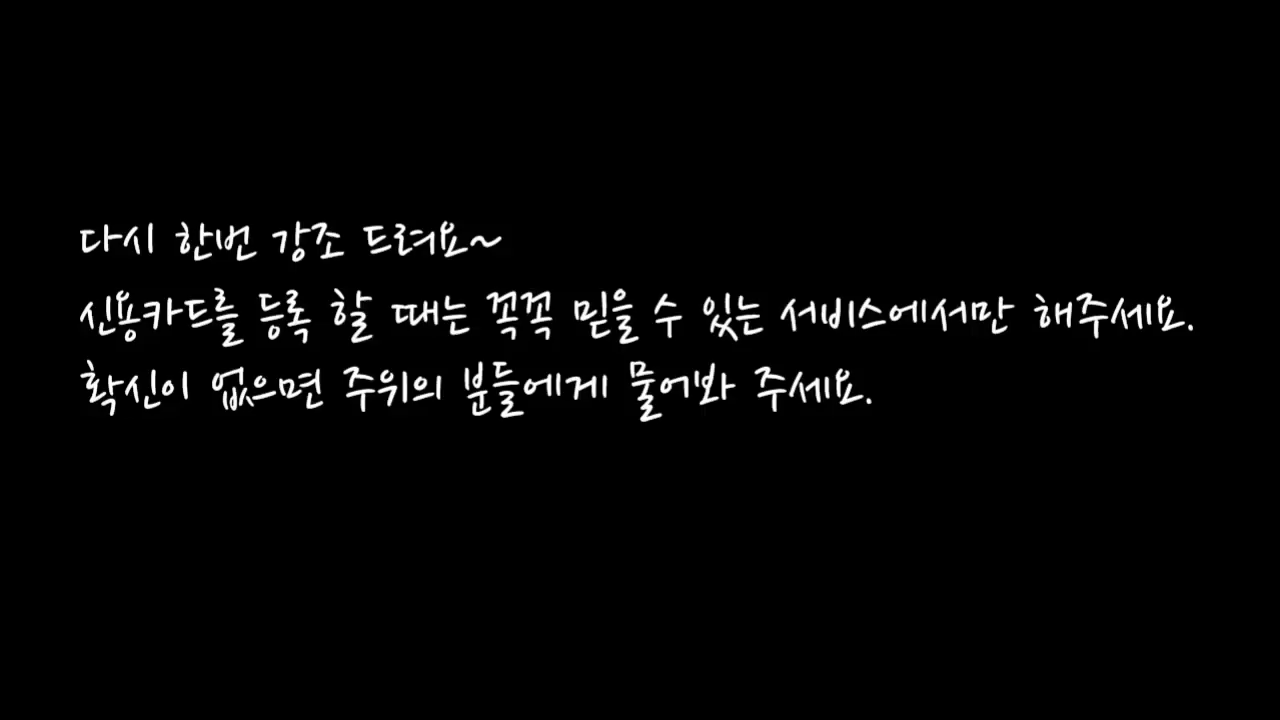 다시 한번 강조 드려요~
신용카드를 등록 할 때는 꼭꼭 믿을 수 있는 서비스에서만 해주세요.
확신이 없으면 주위의 분들에게 물어봐 주세요.